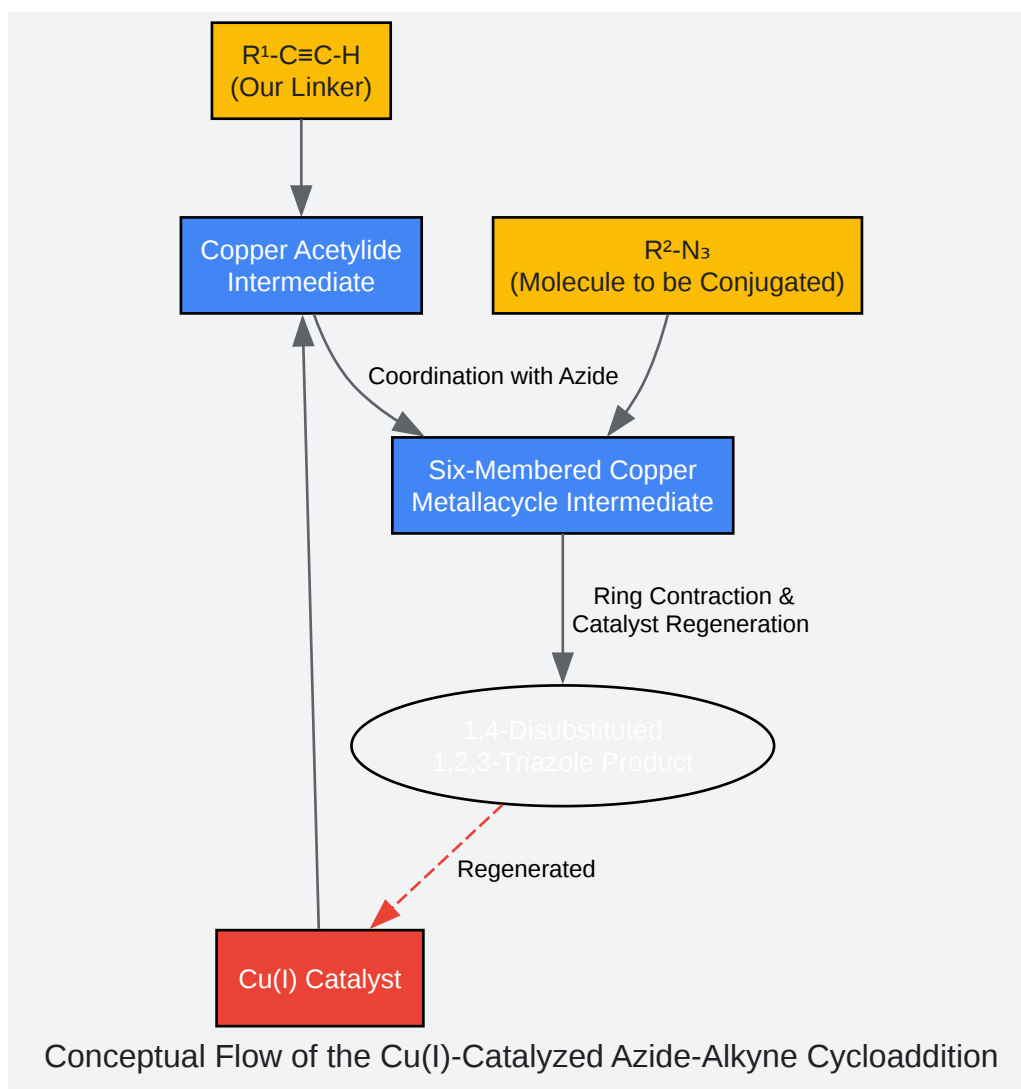 R¹-C≡C-H
(Our Linker)
Copper Acetylide
Intermediate
R²-N₃
(Molecule to be Conjugated)
Coordination with Azide
Six-Membered Copper
Metallacycle Intermediate
Ring Contraction &
Catalyst Regeneration
1,4-Disubstituted
1,2,3-Triazole Product
Regenerated
Cu(I) Catalyst
Conceptual Flow of the Cu(I)-Catalyzed Azide-Alkyne Cycloaddition